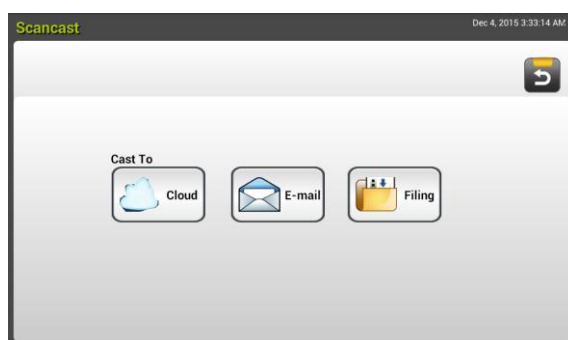 Scancast
Dec 4, 2015 3:33:14 AM
Cast To
Cloud
E-mail
Filing